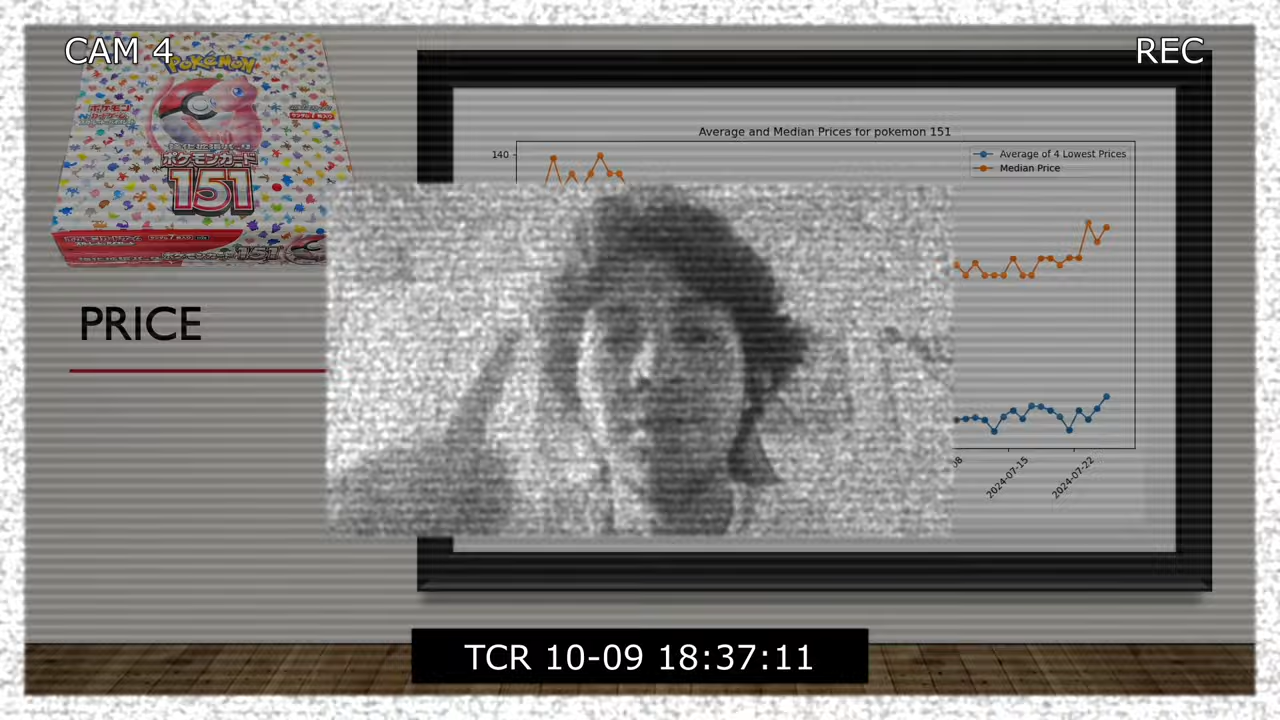 CAM 4
REC
POKéMON
ポケモンカード
151
PRICE
Average and Median Prices for pokemon 151
140
Average of 4 Lowest Prices
Median Price
08
2024-07-15
2024-07-22
TCR 10-09 18:37:11